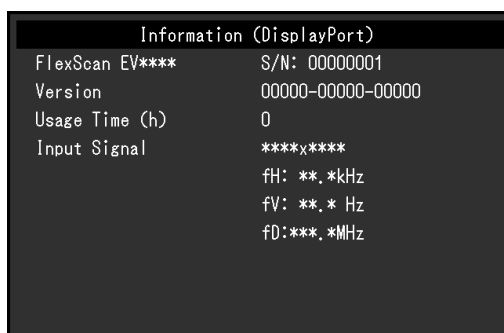 Information (DisplayPort)
FlexScan EV**** S/N: 00000001
Version 00000-00000-00000
Usage Time (h) 0
Input Signal ****x****
fH: **.*kHz
fV: **.* Hz
fD:***.*MHz